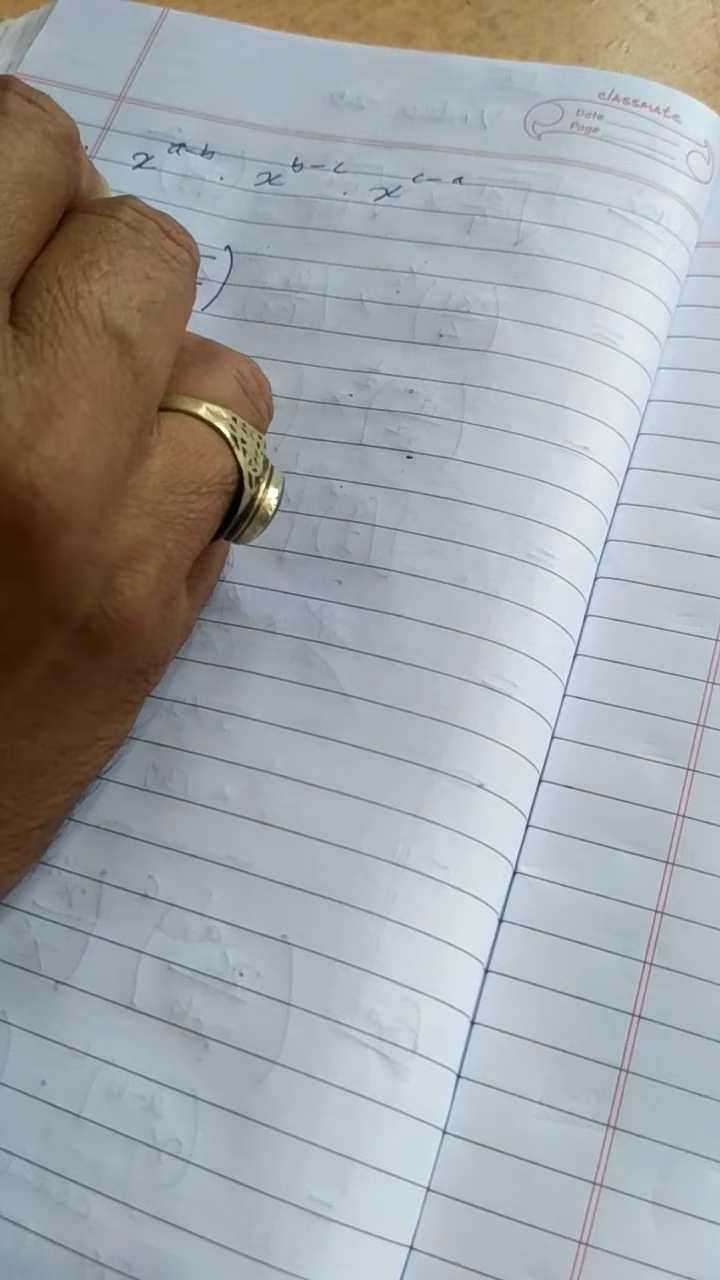 classmate
Date
Page
x^{a-b} . x^{b-c} . x^{c-a}
)